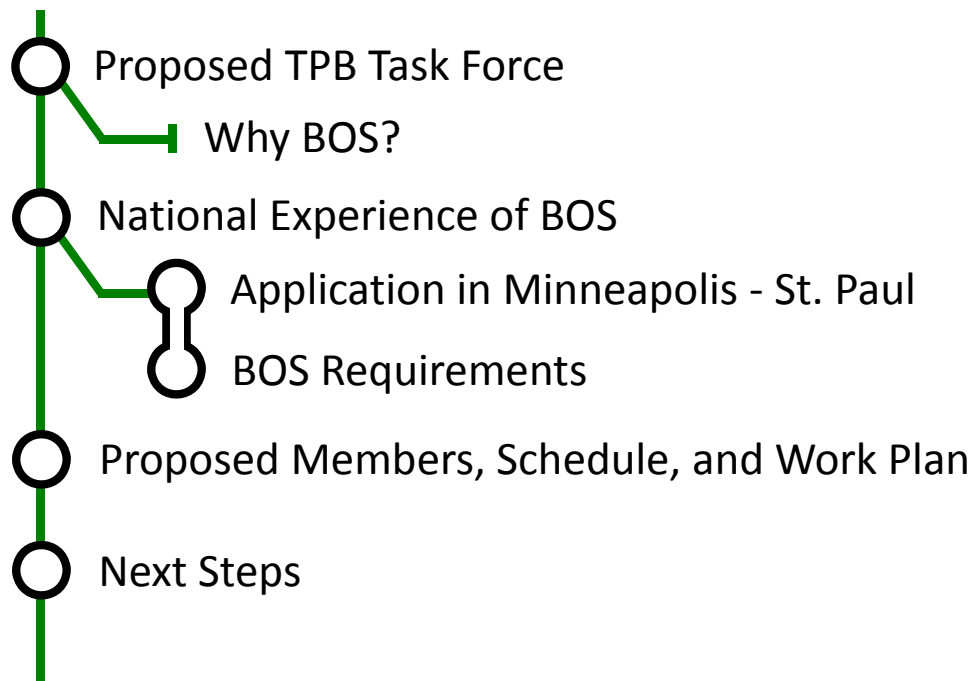 Proposed TPB Task Force
Why BOS?
National Experience of BOS
Application in Minneapolis - St. Paul
BOS Requirements
Proposed Members, Schedule, and Work Plan
Next Steps